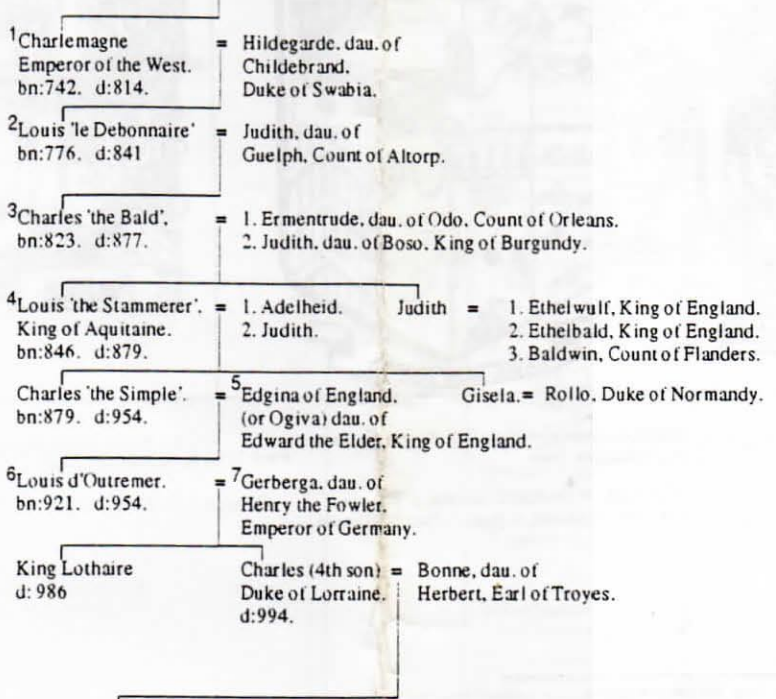 1Charlemagne = Hildegarde. dau. of
Emperor of the West. Childebrand.
bn:742. d:814. Duke of Swabia.
2Louis 'le Debonnaire' = Judith, dau. of
bn:776. d:841 Guelph, Count of Altorp.
3Charles 'the Bald'. = 1. Ermentrude, dau. of Odo, Count of Orleans.
bn:823. d:877. 2. Judith. dau. of Boso, King of Burgundy.
4Louis 'the Stammerer'. = 1. Adelheid. Judith = 1. Ethelwulf, King of England.
King of Aquitaine. 2. Judith. 2. Ethelbald, King of England.
bn:846. d:879. 3. Baldwin, Count of Flanders.
Charles 'the Simple'. = 5Edgina of England. Gisela. = Rollo, Duke of Normandy.
bn:879. d:954. (or Ogiva) dau. of
Edward the Elder, King of England.
6Louis d'Outremer. = 7Gerberga, dau. of
bn:921. d:954. Henry the Fowler.
Emperor of Germany.
King Lothaire Charles (4th son) = Bonne, dau. of
d: 986 Duke of Lorraine. Herbert, Earl of Troyes.
d:994.